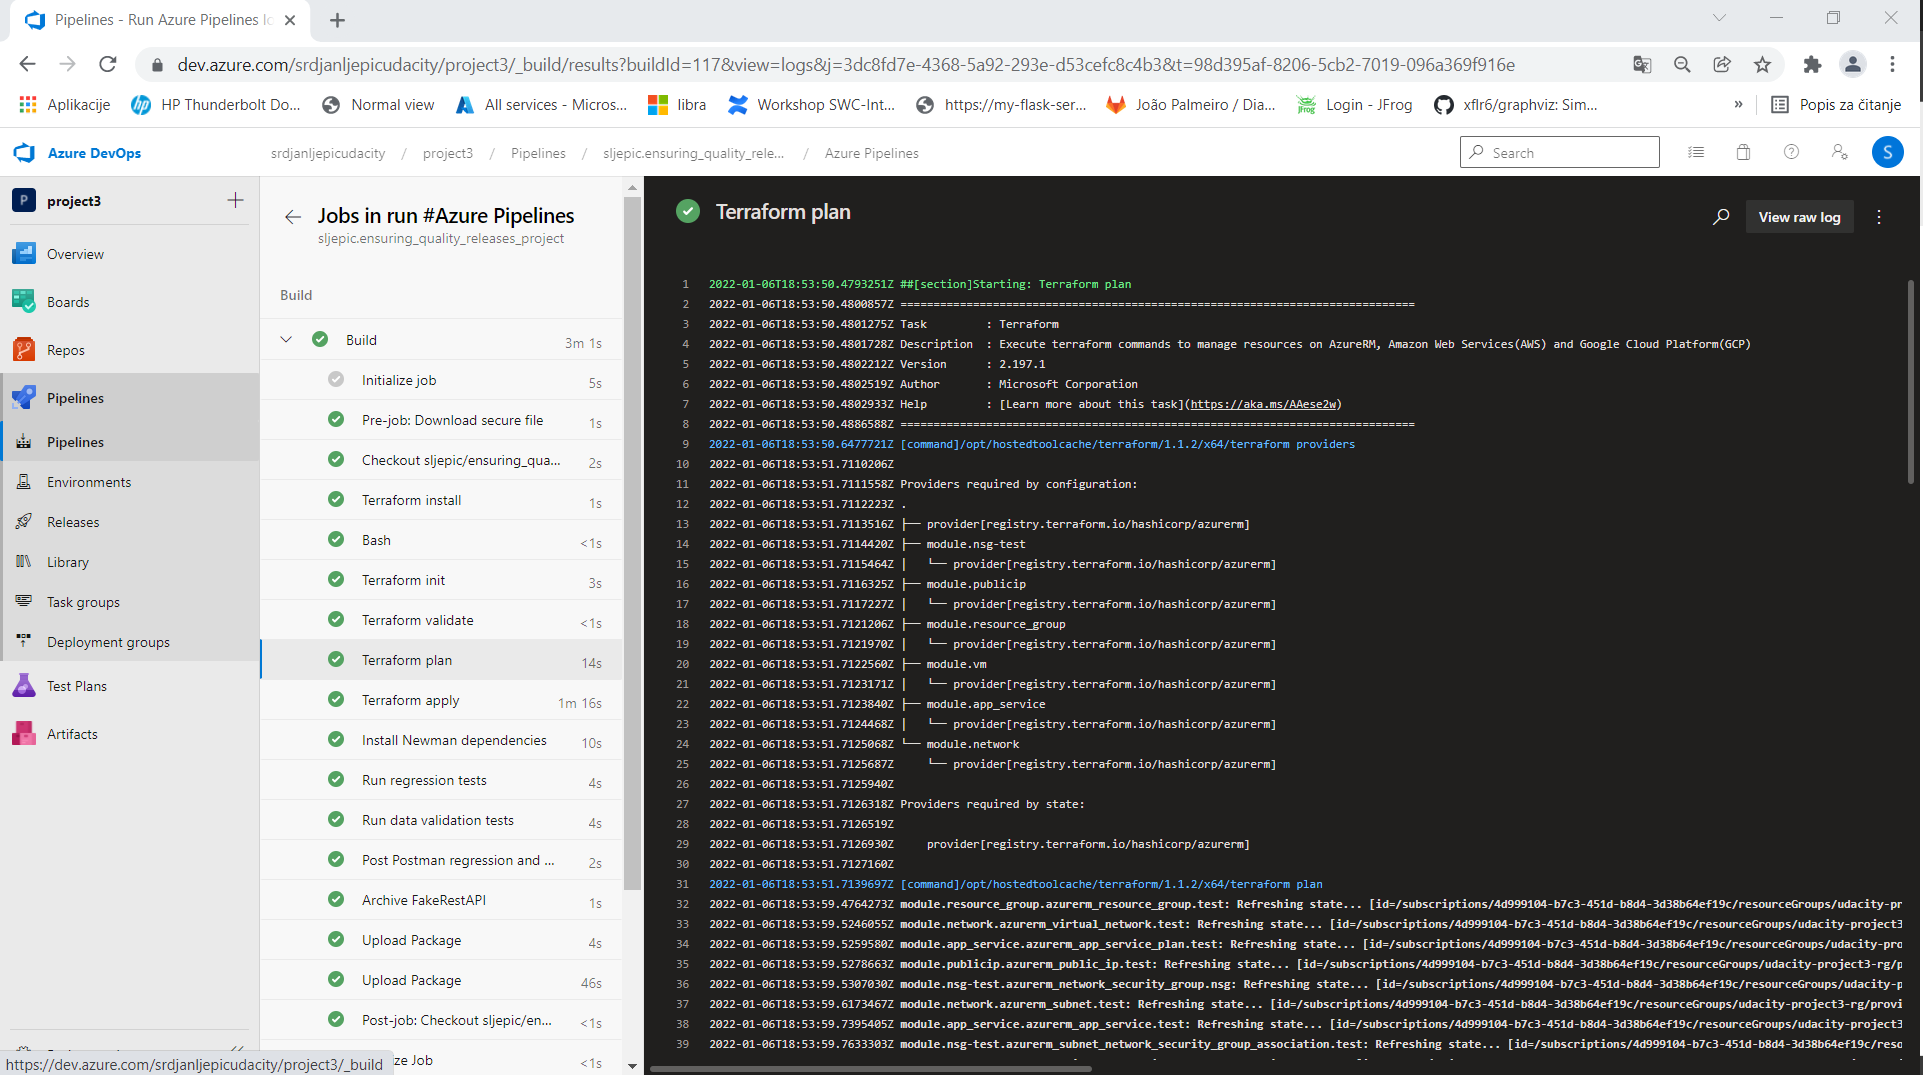 Pipelines - Run Azure Pipelines lo
dev.azure.com/srdjanljepicudacity/project3/_build/results?buildId=117&view=logs&j=3dc8fd7e-4368-5a92-293e-d53cefc8c4b3&t=98d395af-8206-5cb2-7019-096a369f916e
Aplikacije HP Thunderbolt Do... Normal view All services - Micros... libra Workshop SWC-Int... https://my-flask-ser... João Palmeiro / Dia... Login - JFrog xflr6/graphviz: Sim... » Popis za čitanje
Azure DevOps srdjanljepicudacity / project3 / Pipelines / sljepic.ensuring_quality_rele... / Azure Pipelines Search S
P project3
Overview
Boards
Repos
Pipelines
Pipelines
Environments
Releases
Library
Task groups
Deployment groups
Test Plans
Artifacts
https://dev.azure.com/srdjanljepicudacity/project3/_build
Jobs in run #Azure Pipelines
sljepic.ensuring_quality_releases_project
Build
Build 3m 1s
Initialize job 5s
Pre-job: Download secure file 1s
Checkout sljepic/ensuring_qua... 2s
Terraform install 1s
Bash <1s
Terraform init 3s
Terraform validate <1s
Terraform plan 14s
Terraform apply 1m 16s
Install Newman dependencies 10s
Run regression tests 4s
Run data validation tests 4s
Post Postman regression and ... 2s
Archive FakeRestAPI 1s
Upload Package 4s
Upload Package 46s
Post-job: Checkout sljepic/en... <1s
ze Job <1s
Terraform plan
View raw log
1 2022-01-06T18:53:50.4793251Z ##[section]Starting: Terraform plan
2 2022-01-06T18:53:50.4800857Z ==============================================================================
3 2022-01-06T18:53:50.4801275Z Task : Terraform
4 2022-01-06T18:53:50.4801728Z Description : Execute terraform commands to manage resources on AzureRM, Amazon Web Services(AWS) and Google Cloud Platform(GCP)
5 2022-01-06T18:53:50.4802212Z Version : 2.197.1
6 2022-01-06T18:53:50.4802519Z Author : Microsoft Corporation
7 2022-01-06T18:53:50.4802933Z Help : [Learn more about this task](https://aka.ms/AAese2w)
8 2022-01-06T18:53:50.4886588Z ==============================================================================
9 2022-01-06T18:53:50.6477721Z [command]/opt/hostedtoolcache/terraform/1.1.2/x64/terraform providers
10 2022-01-06T18:53:51.7110206Z
11 2022-01-06T18:53:51.7111558Z Providers required by configuration:
12 2022-01-06T18:53:51.7112223Z .
13 2022-01-06T18:53:51.7113516Z ├── provider[registry.terraform.io/hashicorp/azurerm]
14 2022-01-06T18:53:51.7114420Z ├── module.nsg-test
15 2022-01-06T18:53:51.7115464Z │ └── provider[registry.terraform.io/hashicorp/azurerm]
16 2022-01-06T18:53:51.7116325Z ├── module.publicip
17 2022-01-06T18:53:51.7117227Z │ └── provider[registry.terraform.io/hashicorp/azurerm]
18 2022-01-06T18:53:51.7121206Z ├── module.resource_group
19 2022-01-06T18:53:51.7121970Z │ └── provider[registry.terraform.io/hashicorp/azurerm]
20 2022-01-06T18:53:51.7122560Z ├── module.vm
21 2022-01-06T18:53:51.7123171Z │ └── provider[registry.terraform.io/hashicorp/azurerm]
22 2022-01-06T18:53:51.7123840Z ├── module.app_service
23 2022-01-06T18:53:51.7124468Z │ └── provider[registry.terraform.io/hashicorp/azurerm]
24 2022-01-06T18:53:51.7125068Z └── module.network
25 2022-01-06T18:53:51.7125687Z └── provider[registry.terraform.io/hashicorp/azurerm]
26 2022-01-06T18:53:51.7125940Z
27 2022-01-06T18:53:51.7126318Z Providers required by state:
28 2022-01-06T18:53:51.7126519Z
29 2022-01-06T18:53:51.7126930Z provider[registry.terraform.io/hashicorp/azurerm]
30 2022-01-06T18:53:51.7127160Z
31 2022-01-06T18:53:51.7139697Z [command]/opt/hostedtoolcache/terraform/1.1.2/x64/terraform plan
32 2022-01-06T18:53:59.4764273Z module.resource_group.azurerm_resource_group.test: Refreshing state... [id=/subscriptions/4d999104-b7c3-451d-b8d4-3d38b64ef19c/resourceGroups/udacity-pr
33 2022-01-06T18:53:59.5246055Z module.network.azurerm_virtual_network.test: Refreshing state... [id=/subscriptions/4d999104-b7c3-451d-b8d4-3d38b64ef19c/resourceGroups/udacity-project3
34 2022-01-06T18:53:59.5259580Z module.app_service.azurerm_app_service_plan.test: Refreshing state... [id=/subscriptions/4d999104-b7c3-451d-b8d4-3d38b64ef19c/resourceGroups/udacity-pro
35 2022-01-06T18:53:59.5278663Z module.publicip.azurerm_public_ip.test: Refreshing state... [id=/subscriptions/4d999104-b7c3-451d-b8d4-3d38b64ef19c/resourceGroups/udacity-project3-rg/p
36 2022-01-06T18:53:59.5307030Z module.nsg-test.azurerm_network_security_group.nsg: Refreshing state... [id=/subscriptions/4d999104-b7c3-451d-b8d4-3d38b64ef19c/resourceGroups/udacity-p
37 2022-01-06T18:53:59.6173467Z module.network.azurerm_subnet.test: Refreshing state... [id=/subscriptions/4d999104-b7c3-451d-b8d4-3d38b64ef19c/resourceGroups/udacity-project3-rg/provi
38 2022-01-06T18:53:59.7395405Z module.app_service.azurerm_app_service.test: Refreshing state... [id=/subscriptions/4d999104-b7c3-451d-b8d4-3d38b64ef19c/resourceGroups/udacity-project3
39 2022-01-06T18:53:59.7633303Z module.nsg-test.azurerm_subnet_network_security_group_association.test: Refreshing state... [id=/subscriptions/4d999104-b7c3-451d-b8d4-3d38b64ef19c/reso